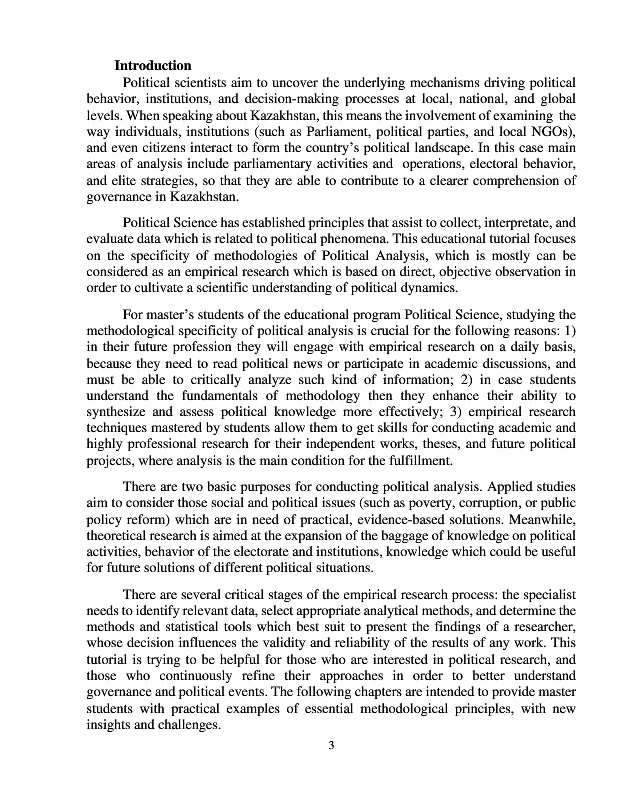 Introduction
Political scientists aim to uncover the underlying mechanisms driving political
behavior, institutions, and decision-making processes at local, national, and global
levels. When speaking about Kazakhstan, this means the involvement of examining the
way individuals, institutions (such as Parliament, political parties, and local NGOs),
and even citizens interact to form the country's political landscape. In this case main
areas of analysis include parliamentary activities and operations, electoral behavior,
and elite strategies, so that they are able to contribute to a clearer comprehension of
governance in Kazakhstan.
Political Science has established principles that assist to collect, interpretate, and
evaluate data which is related to political phenomena. This educational tutorial focuses
on the specificity of methodologies of Political Analysis, which is mostly can be
considered as an empirical research which is based on direct, objective observation in
order to cultivate a scientific understanding of political dynamics.
For master's students of the educational program Political Science, studying the
methodological specificity of political analysis is crucial for the following reasons: 1)
in their future profession they will engage with empirical research on a daily basis,
because they need to read political news or participate in academic discussions, and
must be able to critically analyze such kind of information; 2) in case students
understand the fundamentals of methodology then they enhance their ability to
synthesize and assess political knowledge more effectively; 3) empirical research
techniques mastered by students allow them to get skills for conducting academic and
highly professional research for their independent works, theses, and future political
projects, where analysis is the main condition for the fulfillment.
There are two basic purposes for conducting political analysis. Applied studies
aim to consider those social and political issues (such as poverty, corruption, or public
policy reform) which are in need of practical, evidence-based solutions. Meanwhile,
theoretical research is aimed at the expansion of the baggage of knowledge on political
activities, behavior of the electorate and institutions, knowledge which could be useful
for future solutions of different political situations.
There are several critical stages of the empirical research process: the specialist
needs to identify relevant data, select appropriate analytical methods, and determine the
methods and statistical tools which best suit to present the findings of a researcher,
whose decision influences the validity and reliability of the results of any work. This
tutorial is trying to be helpful for those who are interested in political research, and
those who continuously refine their approaches in order to better understand
governance and political events. The following chapters are intended to provide master
students with practical examples of essential methodological principles, with new
insights and challenges.
3